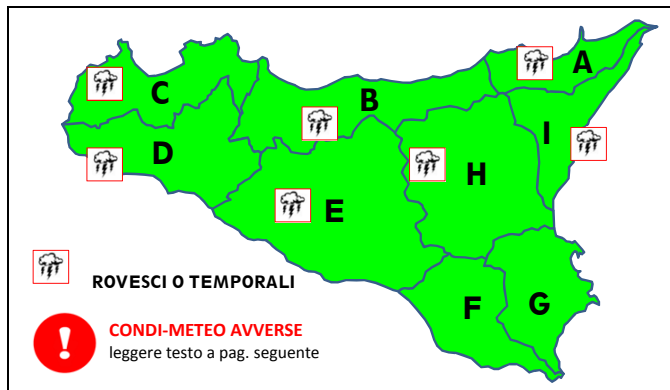 A
C
B
I
D
H
E
F
G
ROVESCI O TEMPORALI
CONDI-METEO AVVERSE
leggere testo a pag. seguente